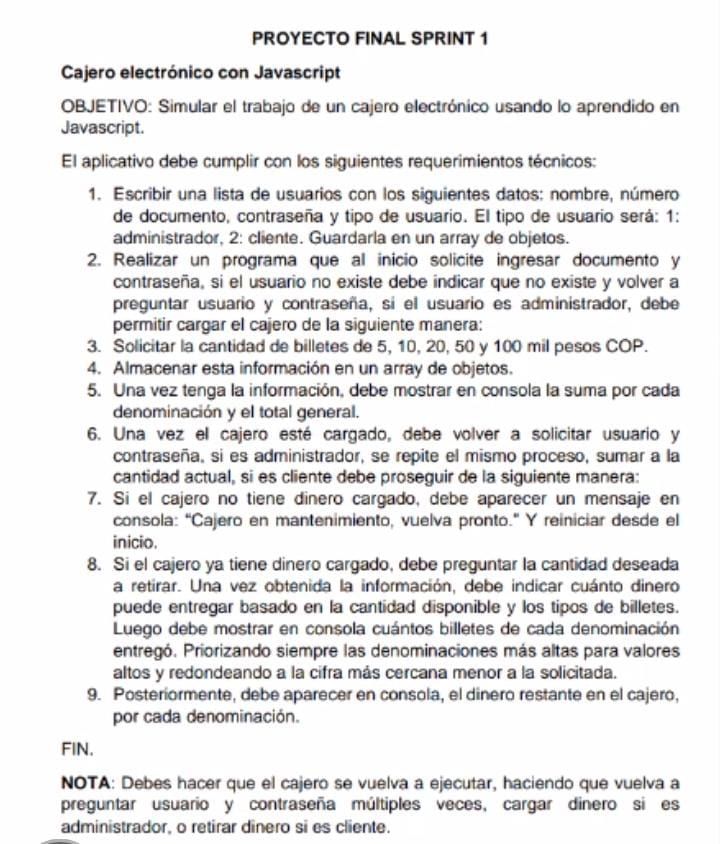 PROYECTO FINAL SPRINT 1
Cajero electrónico con Javascript
OBJETIVO: Simular el trabajo de un cajero electrónico usando lo aprendido en
Javascript.
El aplicativo debe cumplir con los siguientes requerimientos técnicos:
1. Escribir una lista de usuarios con los siguientes datos: nombre, número
de documento, contraseña y tipo de usuario. El tipo de usuario será: 1:
administrador, 2: cliente. Guardarla en un array de objetos.
2. Realizar un programa que al inicio solicite ingresar documento y
contraseña, si el usuario no existe debe indicar que no existe y volver a
preguntar usuario y contraseña, si el usuario es administrador, debe
permitir cargar el cajero de la siguiente manera:
3. Solicitar la cantidad de billetes de 5, 10, 20, 50 y 100 mil pesos COP.
4. Almacenar esta información en un array de objetos.
5. Una vez tenga la información, debe mostrar en consola la suma por cada
denominación y el total general.
6. Una vez el cajero esté cargado, debe volver a solicitar usuario y
contraseña, si es administrador, se repite el mismo proceso, sumar a la
cantidad actual, si es cliente debe proseguir de la siguiente manera:
7. Si el cajero no tiene dinero cargado, debe aparecer un mensaje en
consola: "Cajero en mantenimiento, vuelva pronto." Y reiniciar desde el
inicio.
8. Si el cajero ya tiene dinero cargado, debe preguntar la cantidad deseada
a retirar. Una vez obtenida la información, debe indicar cuánto dinero
puede entregar basado en la cantidad disponible y los tipos de billetes.
Luego debe mostrar en consola cuántos billetes de cada denominación
entregó. Priorizando siempre las denominaciones más altas para valores
altos y redondeando a la cifra más cercana menor a la solicitada.
9. Posteriormente, debe aparecer en consola, el dinero restante en el cajero,
por cada denominación.
FIN.
NOTA: Debes hacer que el cajero se vuelva a ejecutar, haciendo que vuelva a
preguntar usuario y contraseña múltiples veces, cargar dinero si es
administrador, o retirar dinero si es cliente.